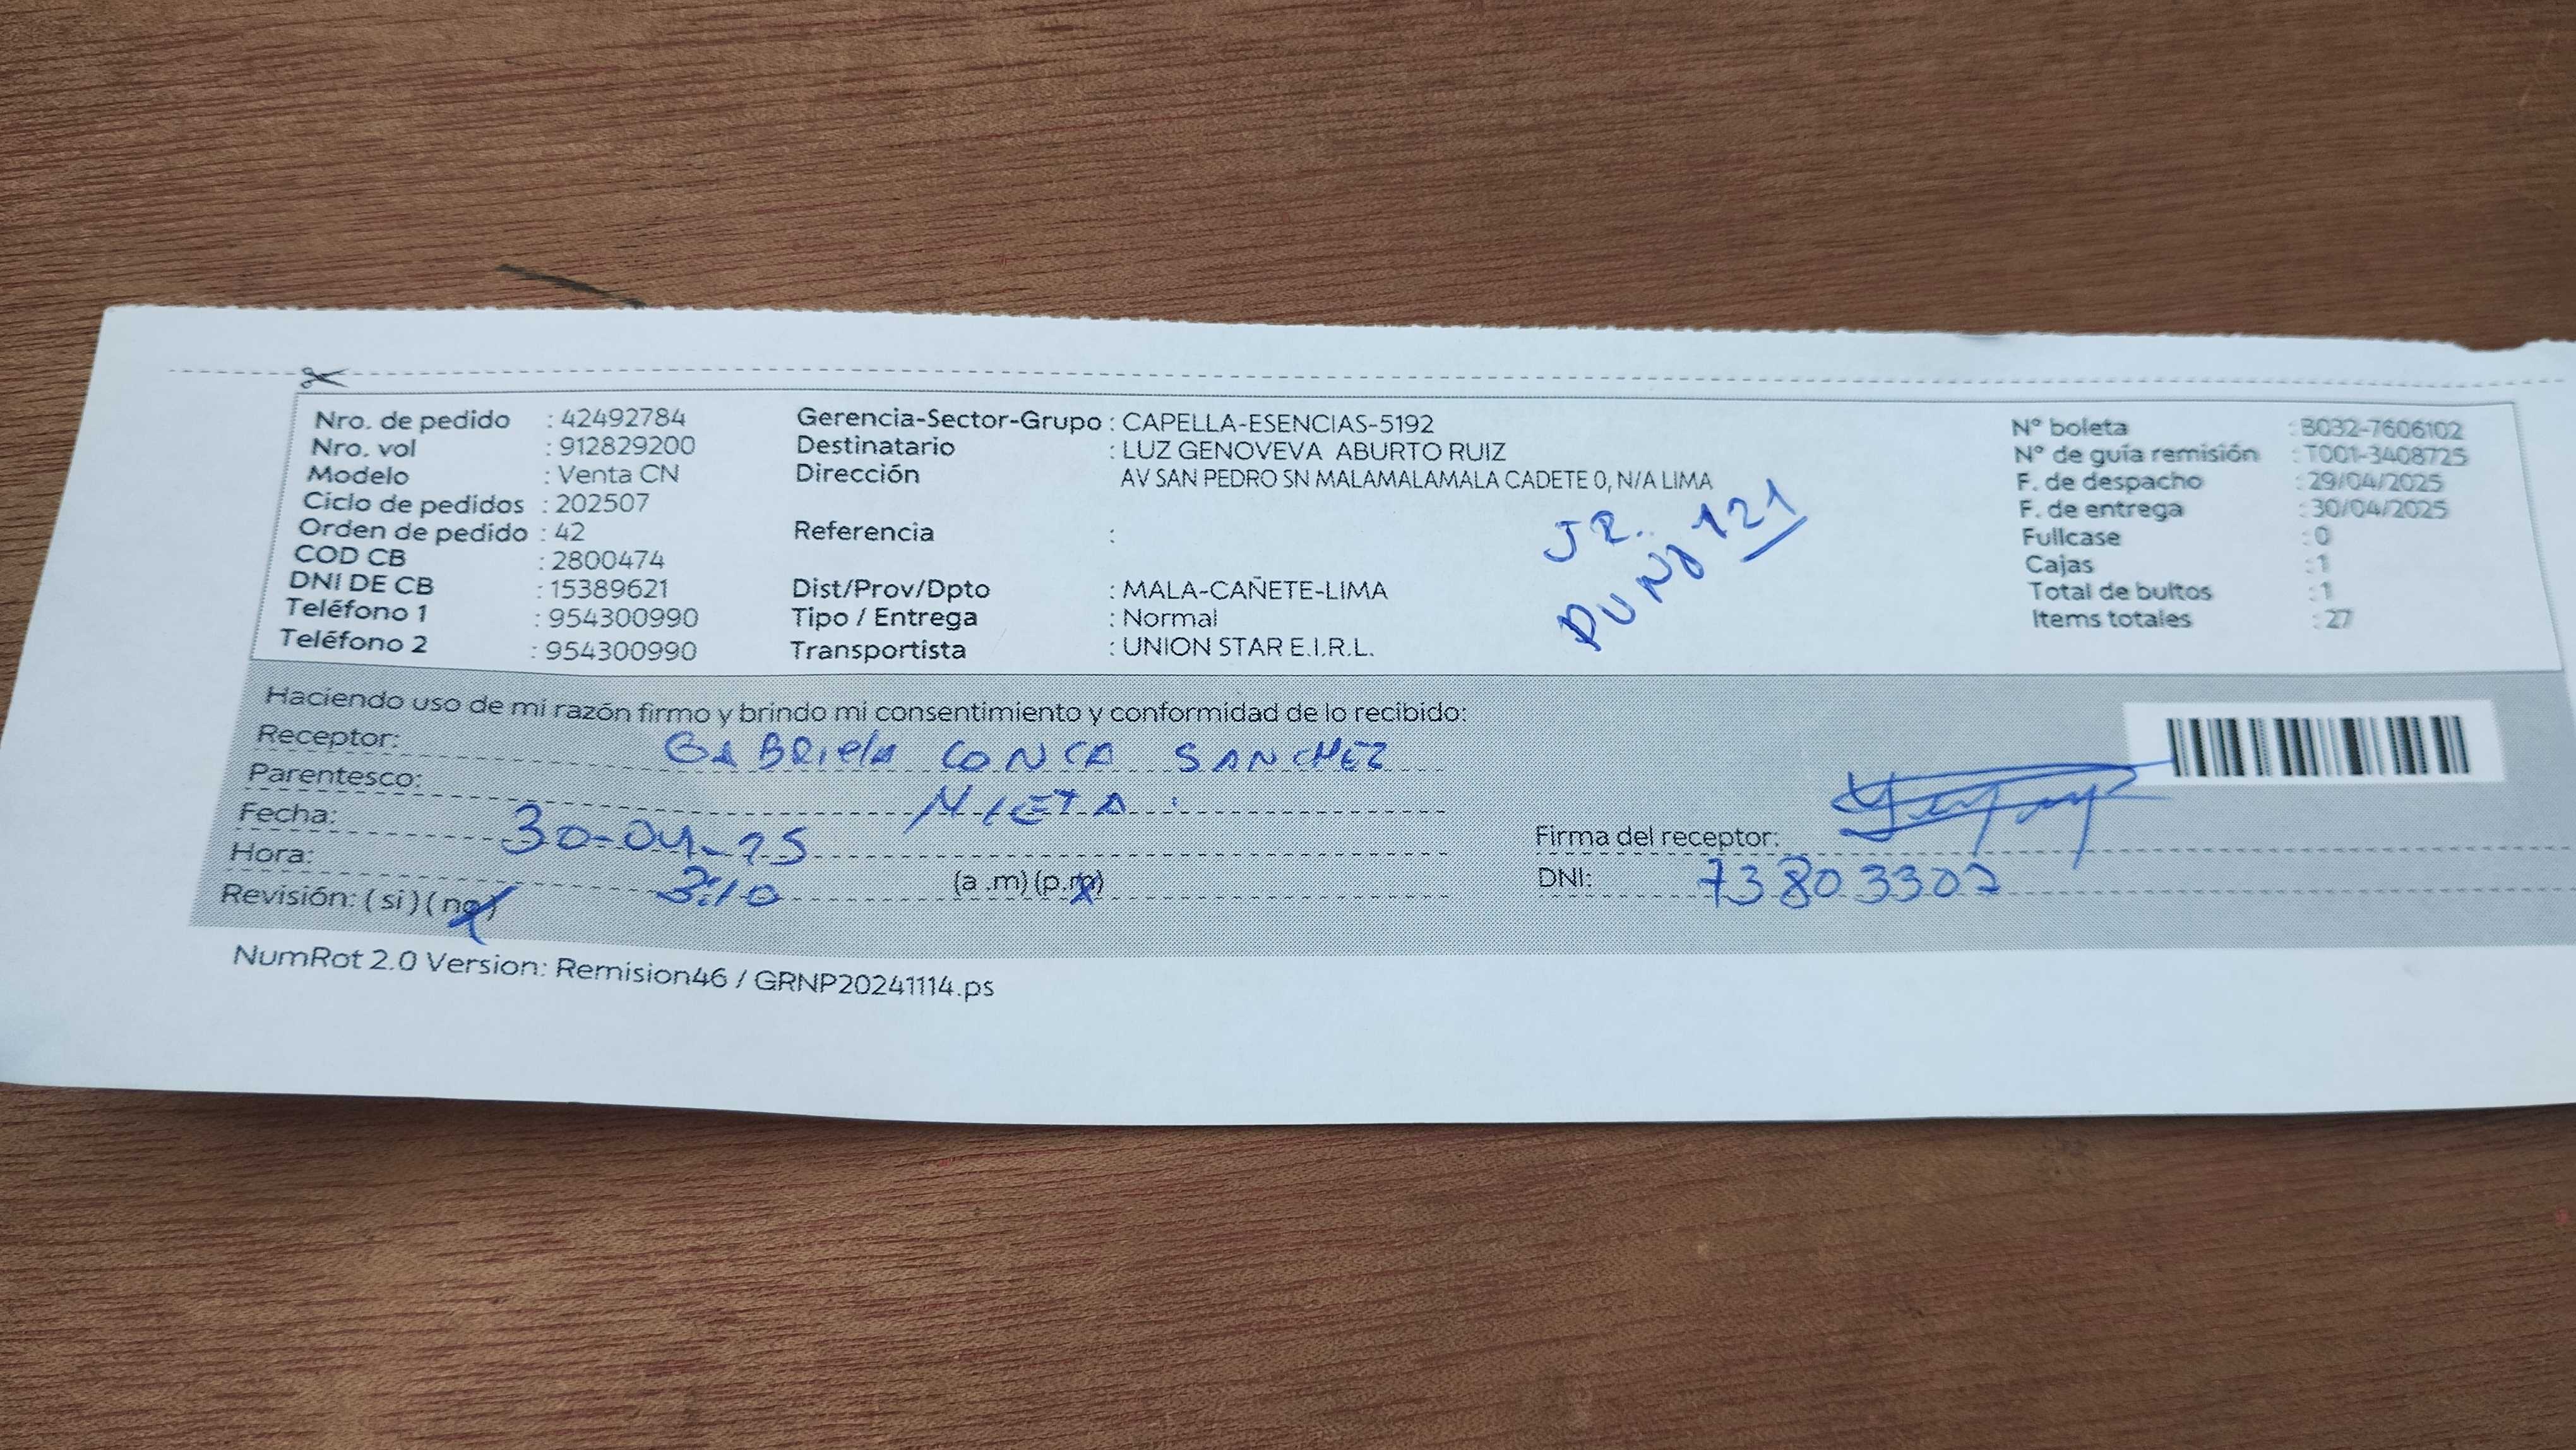 Nro. de pedido : 42492784
Nro. vol : 912829200
Modelo : Venta CN
Ciclo de pedidos : 202507
Orden de pedido : 42
COD CB : 2800474
DNI DE CB : 15389621
Teléfono 1 : 954300990
Teléfono 2 : 954300990
Gerencia-Sector-Grupo : CAPELLA-ESENCIAS-5192
Destinatario : LUZ GENOVEVA ABURTO RUIZ
Dirección AV SAN PEDRO SN MALAMALAMALA CADETE 0, N/A LIMA
Referencia :
Dist/Prov/Dpto : MALA-CAÑETE-LIMA
Tipo / Entrega : Normal
Transportista : UNION STAR E.I.R.L.
JR.
PUNO 121
N° boleta : B032-7606102
N° de guía remisión : T001-3408725
F. de despacho : 29/04/2025
F. de entrega : 30/04/2025
Fullcase : 0
Cajas : 1
Total de bultos : 1
Items totales : 27
Haciendo uso de mi razón firmo y brindo mi consentimiento y conformidad de lo recibido:
Receptor: GABRIela CONCA SANCHEZ
Parentesco: NIETA
Fecha: 30-04-25
Hora: 3:10 (a .m) (p.m)
Revisión: (si) (no)
Firma del receptor:
DNI: 73803302
NumRot 2.0 Version: Remision46 / GRNP20241114.ps